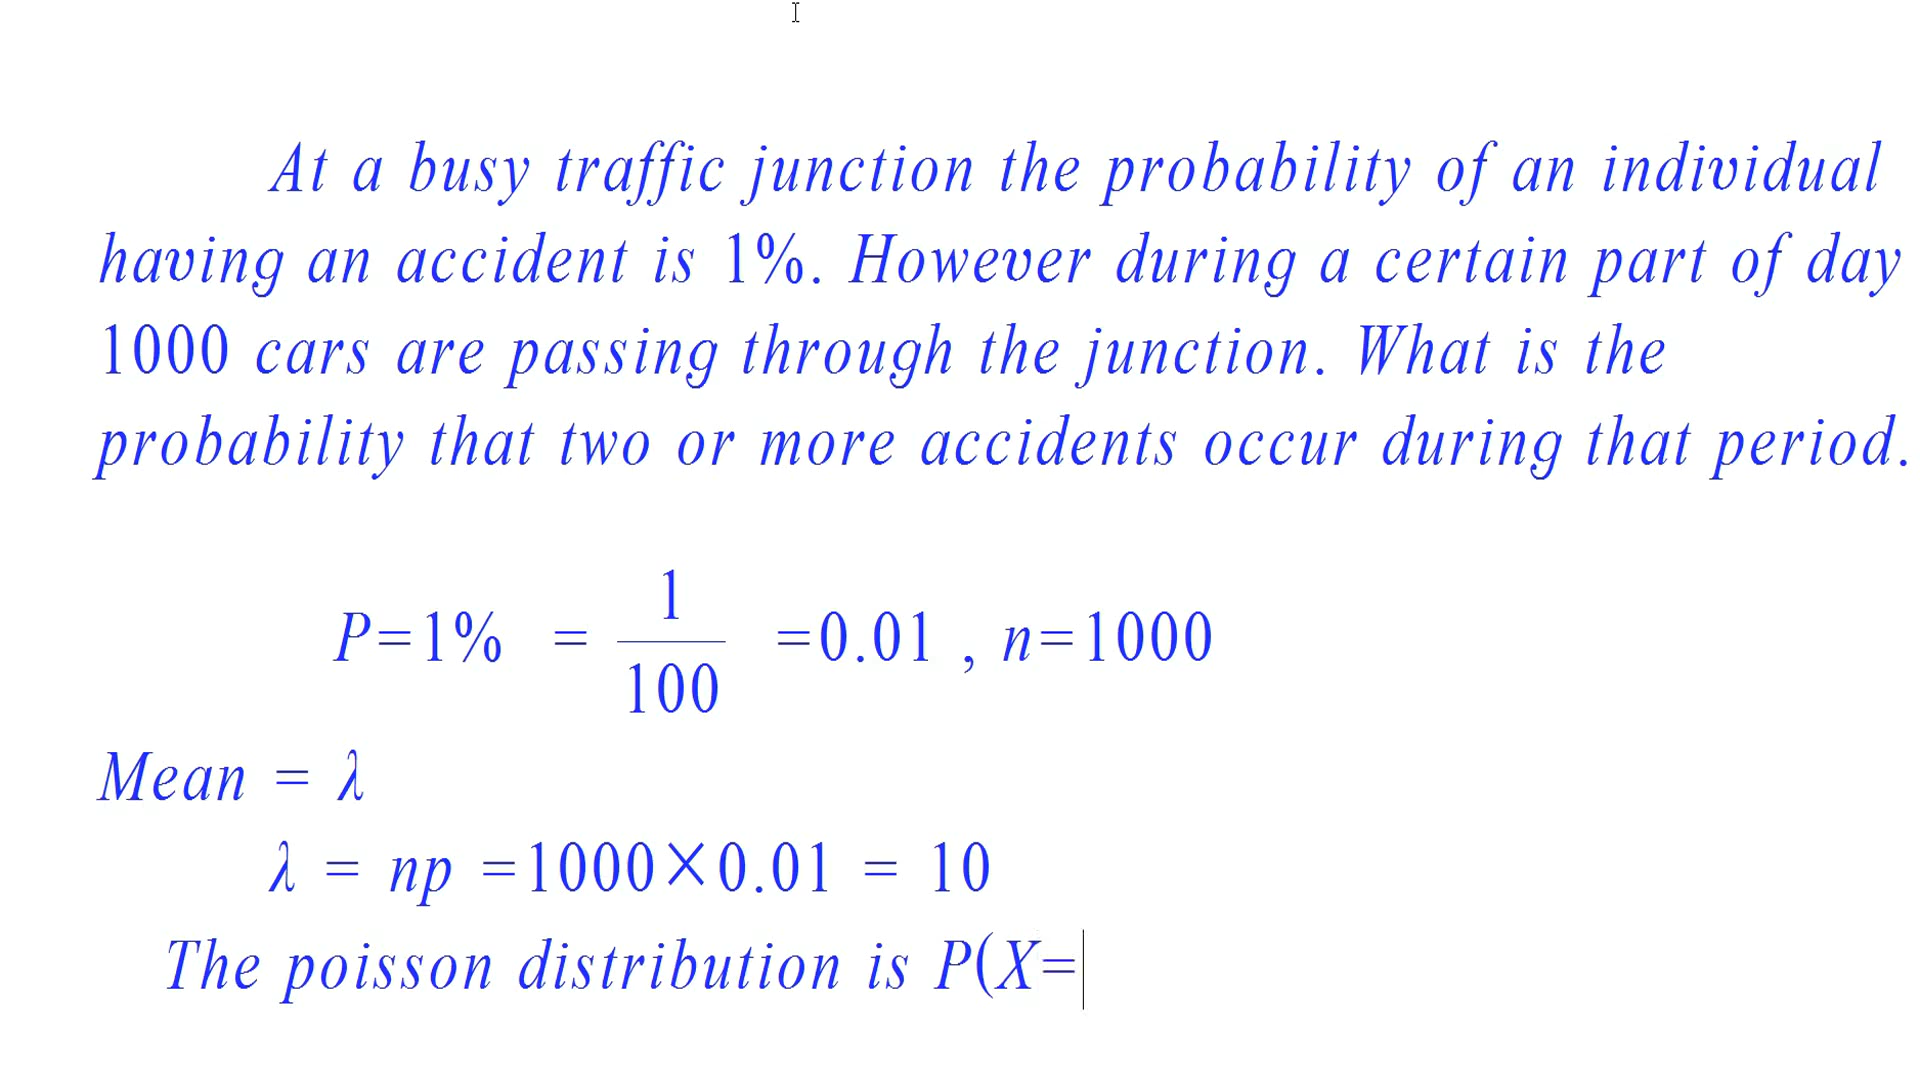 At a busy traffic junction the probability of an individual
having an accident is 1%. However during a certain part of day
1000 cars are passing through the junction. What is the
probability that two or more accidents occur during that period.
P=1% = 1/100 =0.01 , n=1000
Mean = λ
λ = np =1000×0.01 = 10
The poisson distribution is P(X=